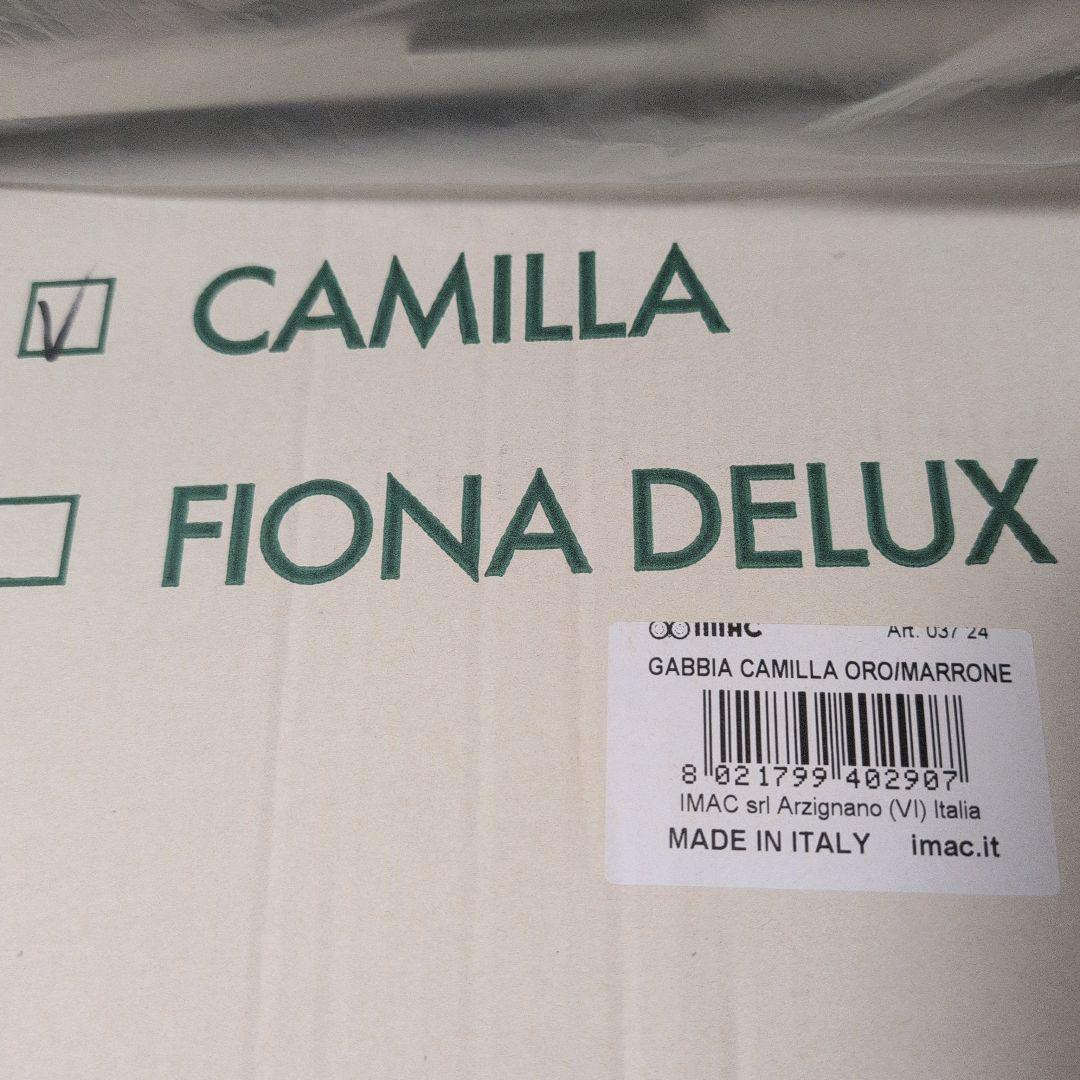 CAMILLA
FIONA DELUX
IMAC Art. 037 24
GABBIA CAMILLA ORO/MARRONE
8 021799 402907
IMAC srl Arzignano (VI) Italia
MADE IN ITALY imac.it